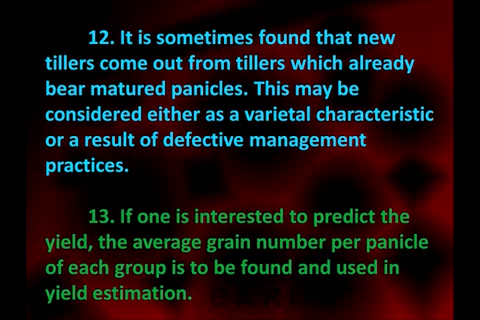 12. It is sometimes found that new
tillers come out from tillers which already
bear matured panicles. This may be
considered either as a varietal characteristic
or a result of defective management
practices.
13. If one is interested to predict the
yield, the average grain number per panicle
of each group is to be found and used in
yield estimation.